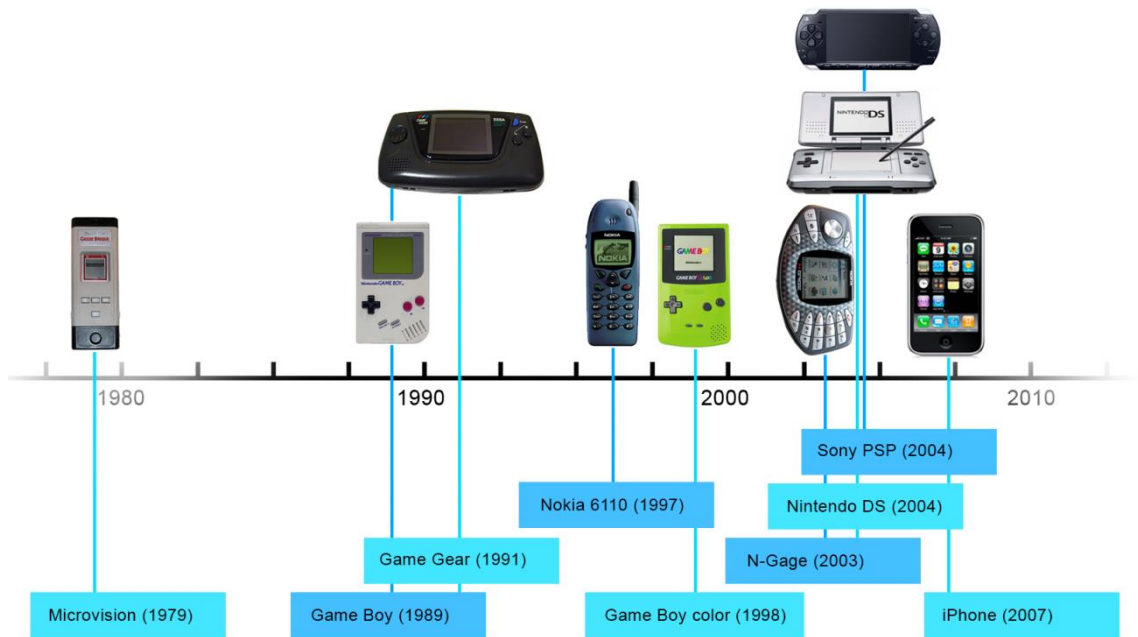 NINTENDO DS
SEGA
GAME BOY
NOKIA
Nintendo GAME BOY
GAME BOY
1980
1990
2000
2010
Sony PSP (2004)
Nokia 6110 (1997)
Nintendo DS (2004)
Game Gear (1991)
N-Gage (2003)
Microvision (1979)
Game Boy (1989)
Game Boy color (1998)
iPhone (2007)